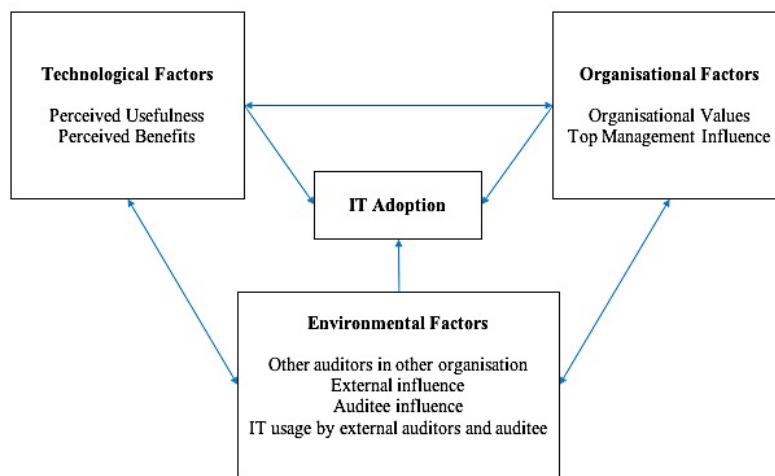 Technological Factors
Perceived Usefulness
Perceived Benefits
Organisational Factors
Organisational Values
Top Management Influence
IT Adoption
Environmental Factors
Other auditors in other organisation
External influence
Auditee influence
IT usage by external auditors and auditee